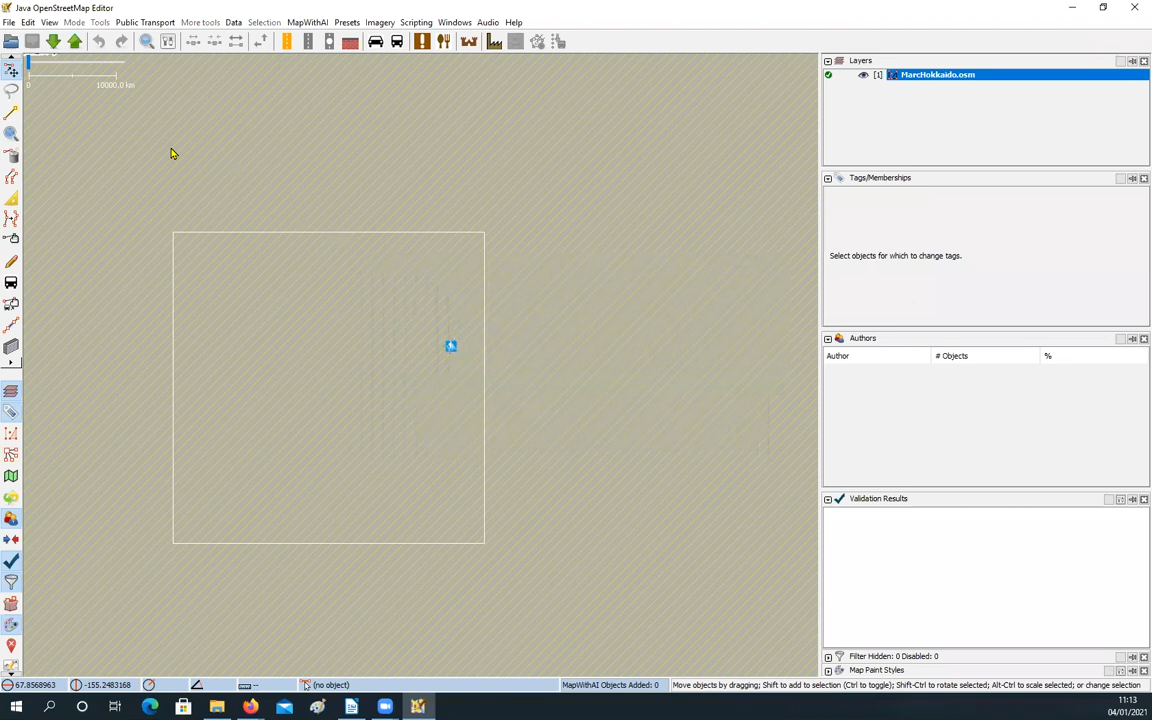 Java OpenStreetMap Editor
File Edit View Mode Tools Public Transport More tools Data Selection MapWithAI Presets Imagery Scripting Windows Audio Help
0 10000.0 km
Layers
[1] MarcHokkaido.osm
Tags/Memberships
Select objects for which to change tags.
Authors
Author # Objects %
Validation Results
Filter Hidden: 0 Disabled: 0
Map Paint Styles
67.8568963 -155.2483168 -- (no object) MapWithAI Objects Added: 0 Move objects by dragging; Shift to add to selection (Ctrl to toggle); Shift-Ctrl to rotate selected; Alt-Ctrl to scale selected; or change selection
11:13
04/01/2021